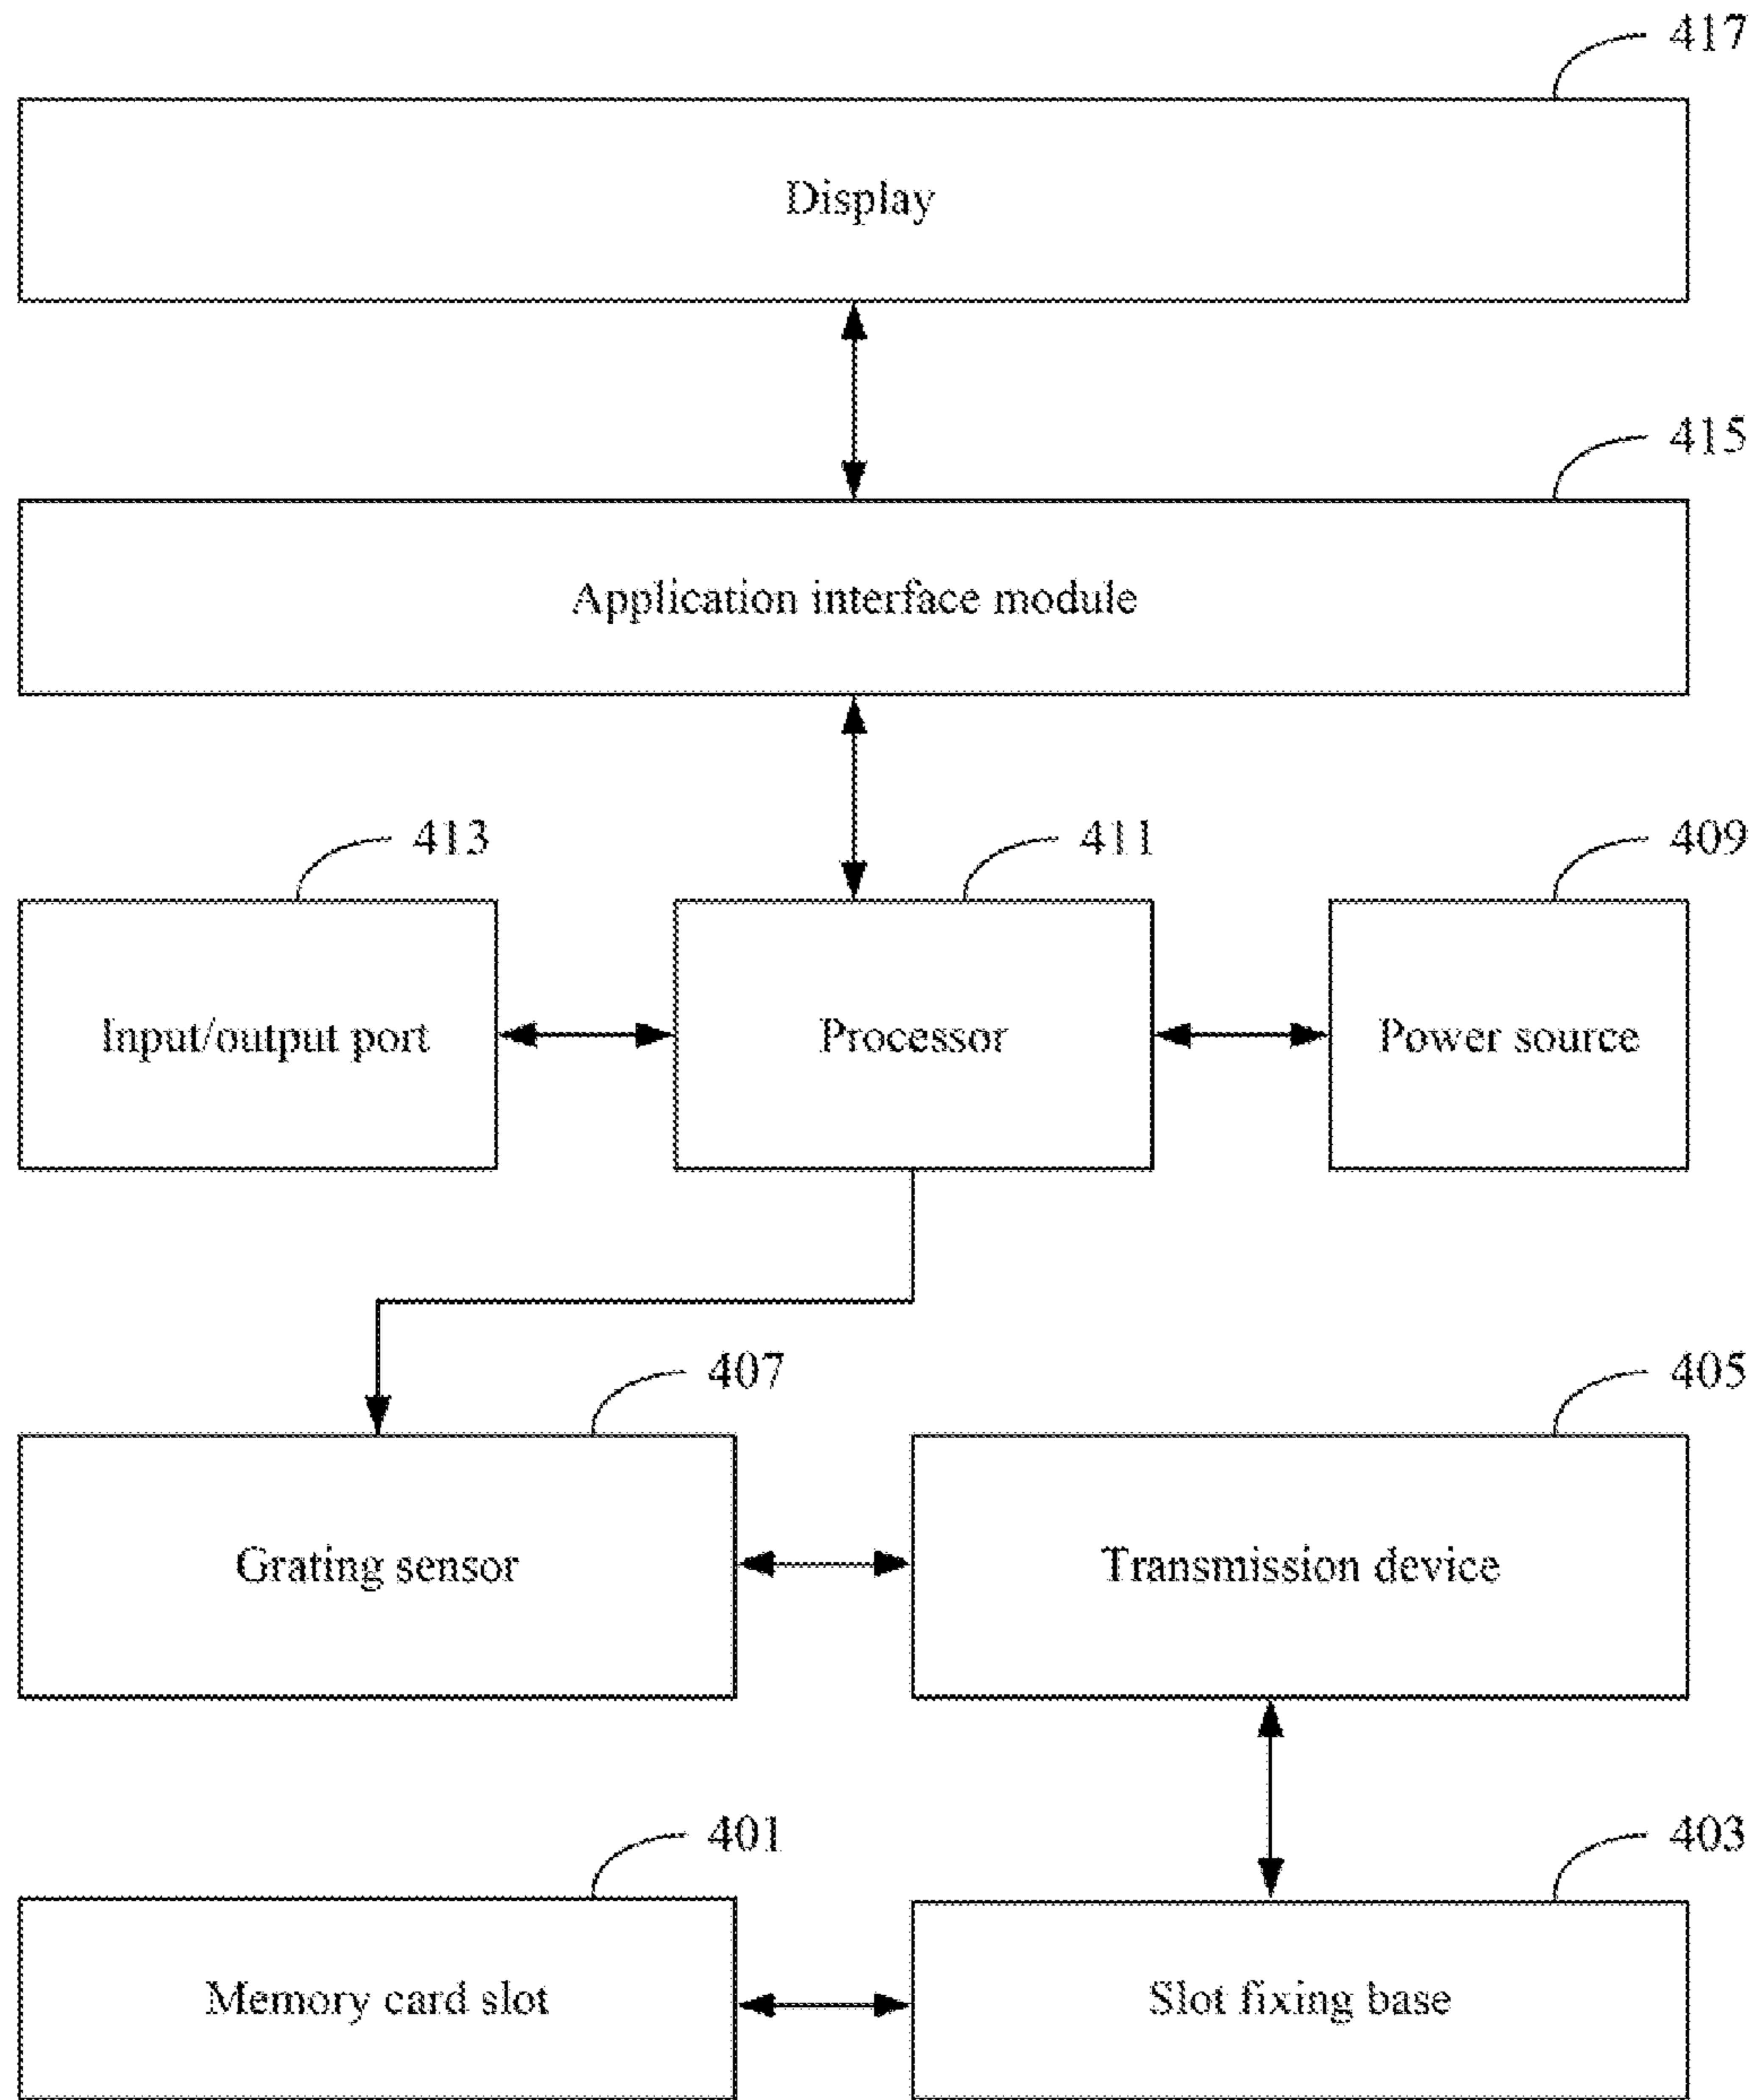 417
Display
415
Application interface module
413
411
409
Input/output port
Processor
Power source
407
405
Grating sensor
Transmission device
401
403
Memory card slot
Slot fixing base